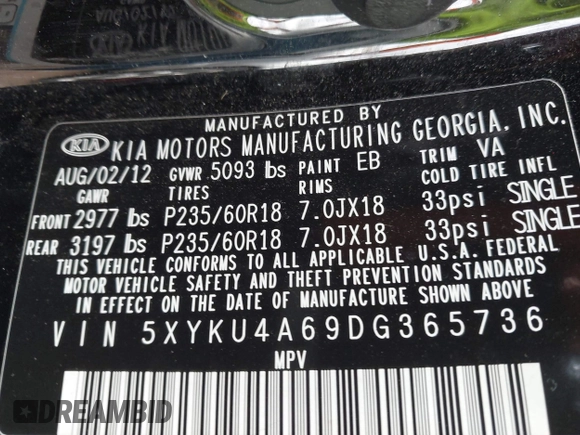 MANUFACTURED BY
KIA KIA MOTORS MANUFACTURING GEORGIA, INC.
AUG/02/12 GVWR 5093 lbs PAINT EB TRIM VA
GAWR TIRES RIMS COLD TIRE INFL
FRONT 2977 lbs P235/60R18 7.0JX18 33psi SINGLE
REAR 3197 lbs P235/60R18 7.0JX18 33psi SINGLE
THIS VEHICLE CONFORMS TO ALL APPLICABLE U.S.A. FEDERAL
MOTOR VEHICLE SAFETY AND THEFT PREVENTION STANDARDS
IN EFFECT ON THE DATE OF MANUFACTURE SHOWN ABOVE
VIN 5XYKU4A69DG365736
MPV
DREAMBID